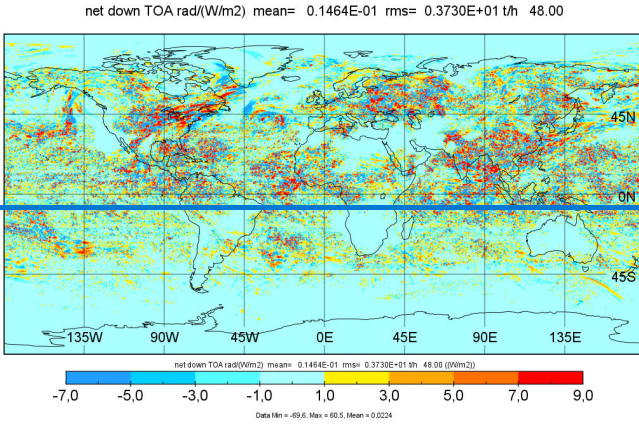 net down TOA rad/(W/m2)  mean=  0.1464E-01  rms=  0.3730E+01 t/h  48.00
45N
0N
45S
135W 90W 45W 0E 45E 90E 135E
net down TOA rad/(W/m2)  mean=  0.1464E-01  rms=  0.3730E+01 t/h  48.00 ((W/m2))
-7,0 -5,0 -3,0 -1,0 1,0 3,0 5,0 7,0 9,0
Data Min = -69,6, Max = 60,5, Mean = 0,0224